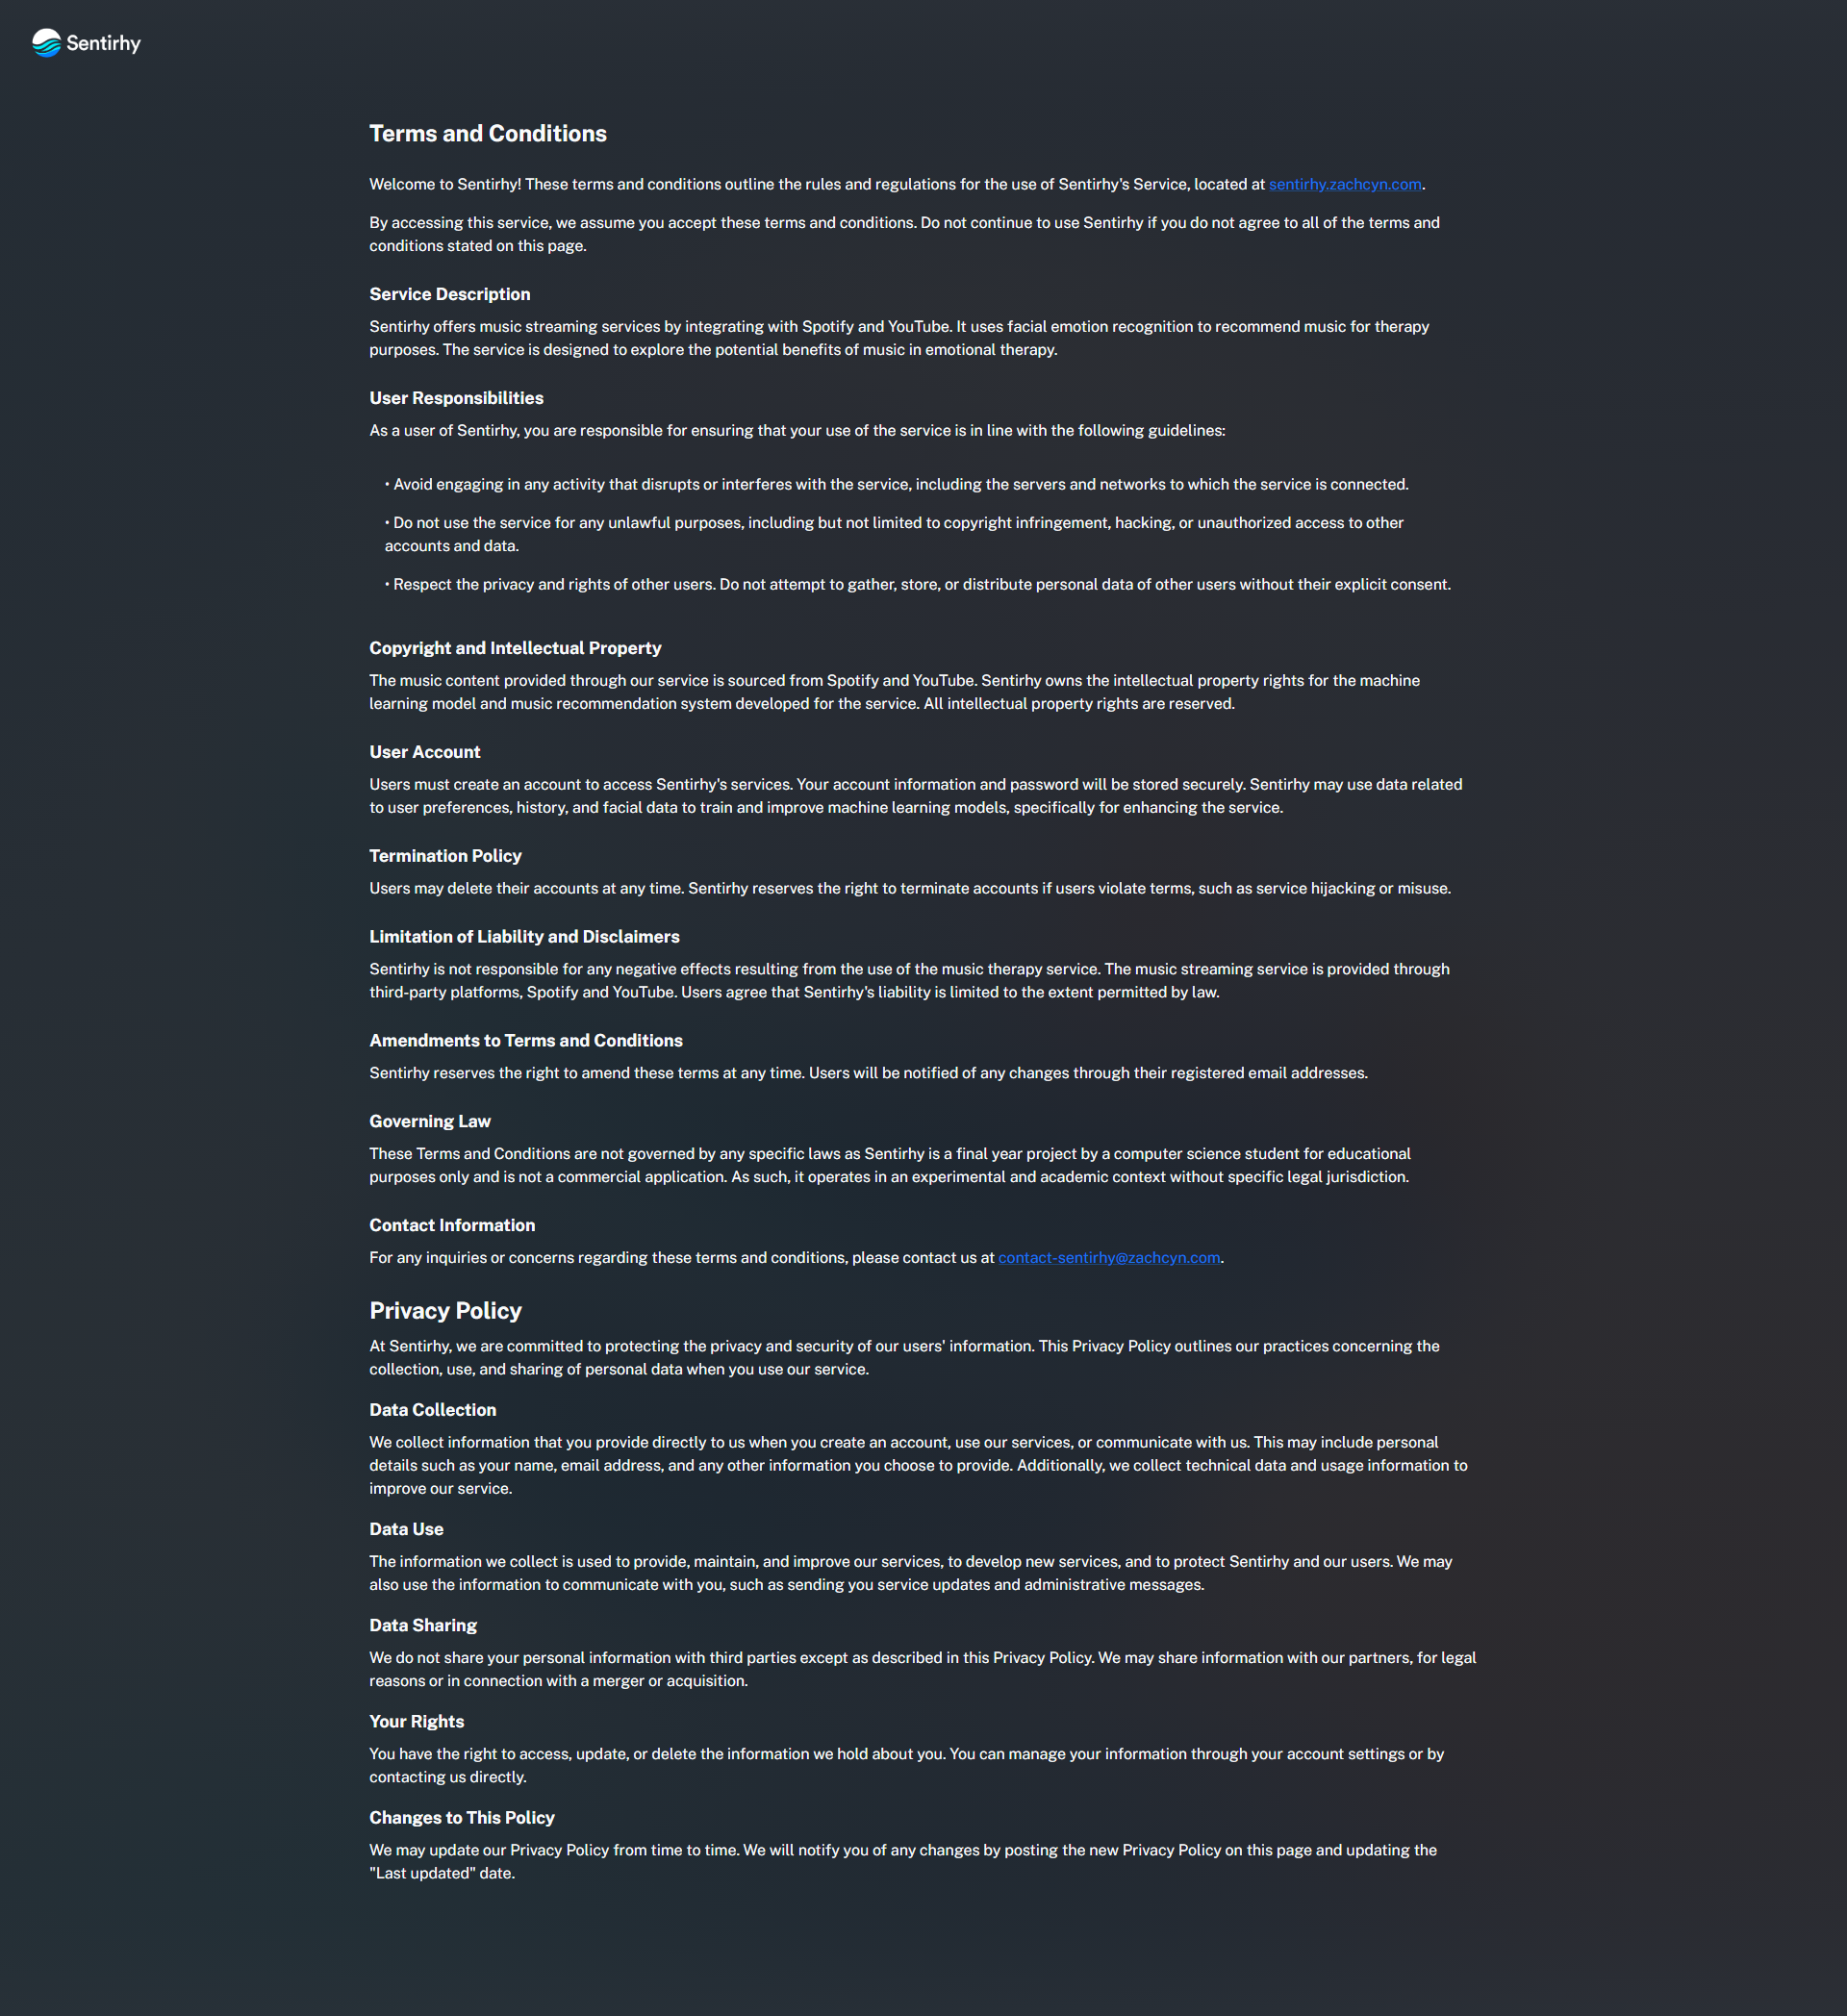 Sentirhy
Terms and Conditions
Welcome to Sentirhy! These terms and conditions outline the rules and regulations for the use of Sentirhy's Service, located at sentirhy.zachcyn.com.
By accessing this service, we assume you accept these terms and conditions. Do not continue to use Sentirhy if you do not agree to all of the terms and
conditions stated on this page.
Service Description
Sentirhy offers music streaming services by integrating with Spotify and YouTube. It uses facial emotion recognition to recommend music for therapy
purposes. The service is designed to explore the potential benefits of music in emotional therapy.
User Responsibilities
As a user of Sentirhy, you are responsible for ensuring that your use of the service is in line with the following guidelines:
• Avoid engaging in any activity that disrupts or interferes with the service, including the servers and networks to which the service is connected.
• Do not use the service for any unlawful purposes, including but not limited to copyright infringement, hacking, or unauthorized access to other
accounts and data.
• Respect the privacy and rights of other users. Do not attempt to gather, store, or distribute personal data of other users without their explicit consent.
Copyright and Intellectual Property
The music content provided through our service is sourced from Spotify and YouTube. Sentirhy owns the intellectual property rights for the machine
learning model and music recommendation system developed for the service. All intellectual property rights are reserved.
User Account
Users must create an account to access Sentirhy's services. Your account information and password will be stored securely. Sentirhy may use data related
to user preferences, history, and facial data to train and improve machine learning models, specifically for enhancing the service.
Termination Policy
Users may delete their accounts at any time. Sentirhy reserves the right to terminate accounts if users violate terms, such as service hijacking or misuse.
Limitation of Liability and Disclaimers
Sentirhy is not responsible for any negative effects resulting from the use of the music therapy service. The music streaming service is provided through
third-party platforms, Spotify and YouTube. Users agree that Sentirhy's liability is limited to the extent permitted by law.
Amendments to Terms and Conditions
Sentirhy reserves the right to amend these terms at any time. Users will be notified of any changes through their registered email addresses.
Governing Law
These Terms and Conditions are not governed by any specific laws as Sentirhy is a final year project by a computer science student for educational
purposes only and is not a commercial application. As such, it operates in an experimental and academic context without specific legal jurisdiction.
Contact Information
For any inquiries or concerns regarding these terms and conditions, please contact us at contact-sentirhy@zachcyn.com.
Privacy Policy
At Sentirhy, we are committed to protecting the privacy and security of our users' information. This Privacy Policy outlines our practices concerning the
collection, use, and sharing of personal data when you use our service.
Data Collection
We collect information that you provide directly to us when you create an account, use our services, or communicate with us. This may include personal
details such as your name, email address, and any other information you choose to provide. Additionally, we collect technical data and usage information to
improve our service.
Data Use
The information we collect is used to provide, maintain, and improve our services, to develop new services, and to protect Sentirhy and our users. We may
also use the information to communicate with you, such as sending you service updates and administrative messages.
Data Sharing
We do not share your personal information with third parties except as described in this Privacy Policy. We may share information with our partners, for legal
reasons or in connection with a merger or acquisition.
Your Rights
You have the right to access, update, or delete the information we hold about you. You can manage your information through your account settings or by
contacting us directly.
Changes to This Policy
We may update our Privacy Policy from time to time. We will notify you of any changes by posting the new Privacy Policy on this page and updating the
"Last updated" date.